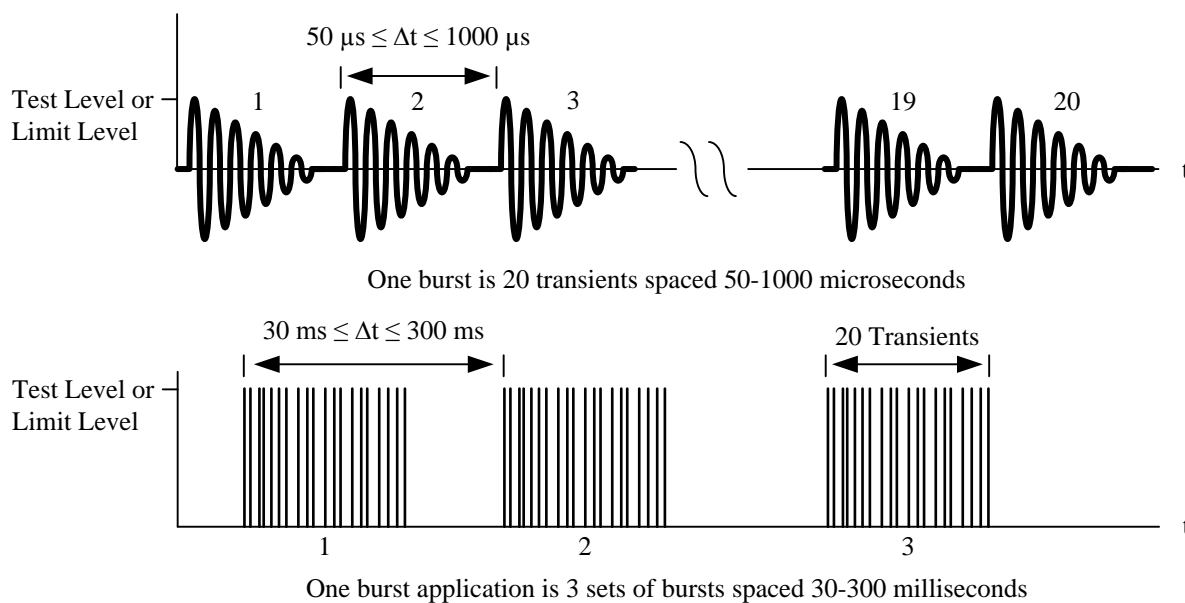 50 µs ≤ Δt ≤ 1000 µs
Test Level or
Limit Level
1
2
3
19
20
t
One burst is 20 transients spaced 50-1000 microseconds
30 ms ≤ Δt ≤ 300 ms
20 Transients
Test Level or
Limit Level
t
1
2
3
One burst application is 3 sets of bursts spaced 30-300 milliseconds